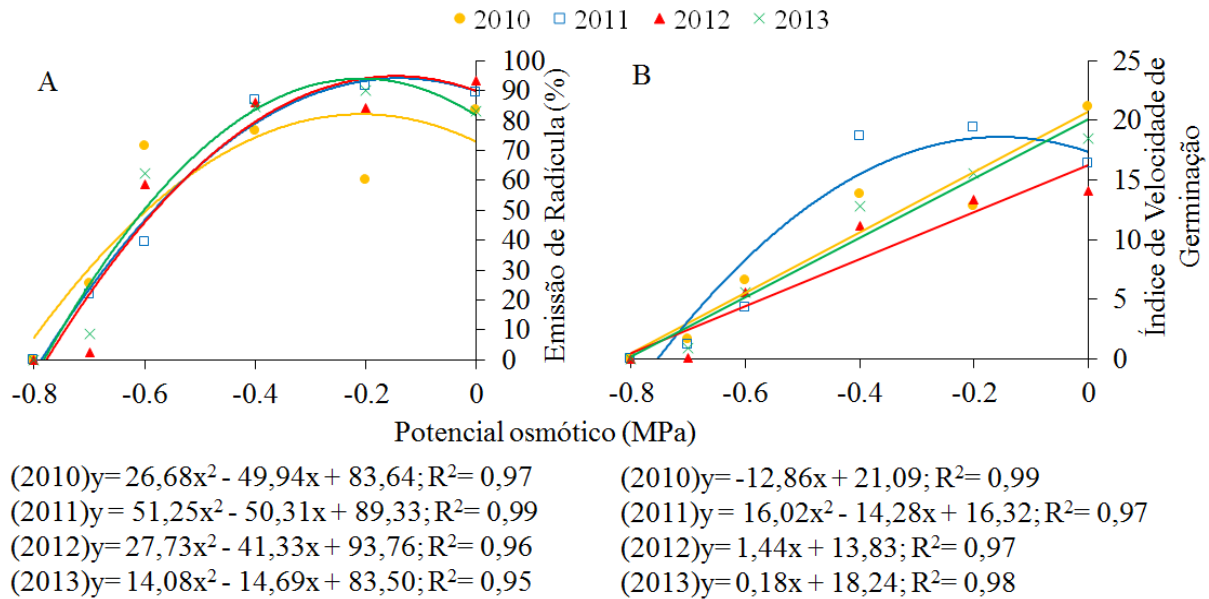 2010 2011 2012 2013
A
100
90
80
70
60
50
40
30
20
10
0
Emissão de Radícula (%)
-0.8 -0.7 -0.6 -0.4 -0.2 0
B
25
20
15
10
5
0
Índice de Velocidade de
Germinação
-0.8 -0.7 -0.6 -0.4 -0.2 0
Potencial osmótico (MPa)
(2010)y= 26,68x² - 49,94x + 83,64; R²= 0,97
(2011)y= 51,25x² - 50,31x + 89,33; R²= 0,99
(2012)y= 27,73x² - 41,33x + 93,76; R²= 0,96
(2013)y= 14,08x² - 14,69x + 83,50; R²= 0,95
(2010)y= -12,86x + 21,09; R²= 0,99
(2011)y= 16,02x² - 14,28x + 16,32; R²= 0,97
(2012)y= 1,44x + 13,83; R²= 0,97
(2013)y= 0,18x + 18,24; R²= 0,98